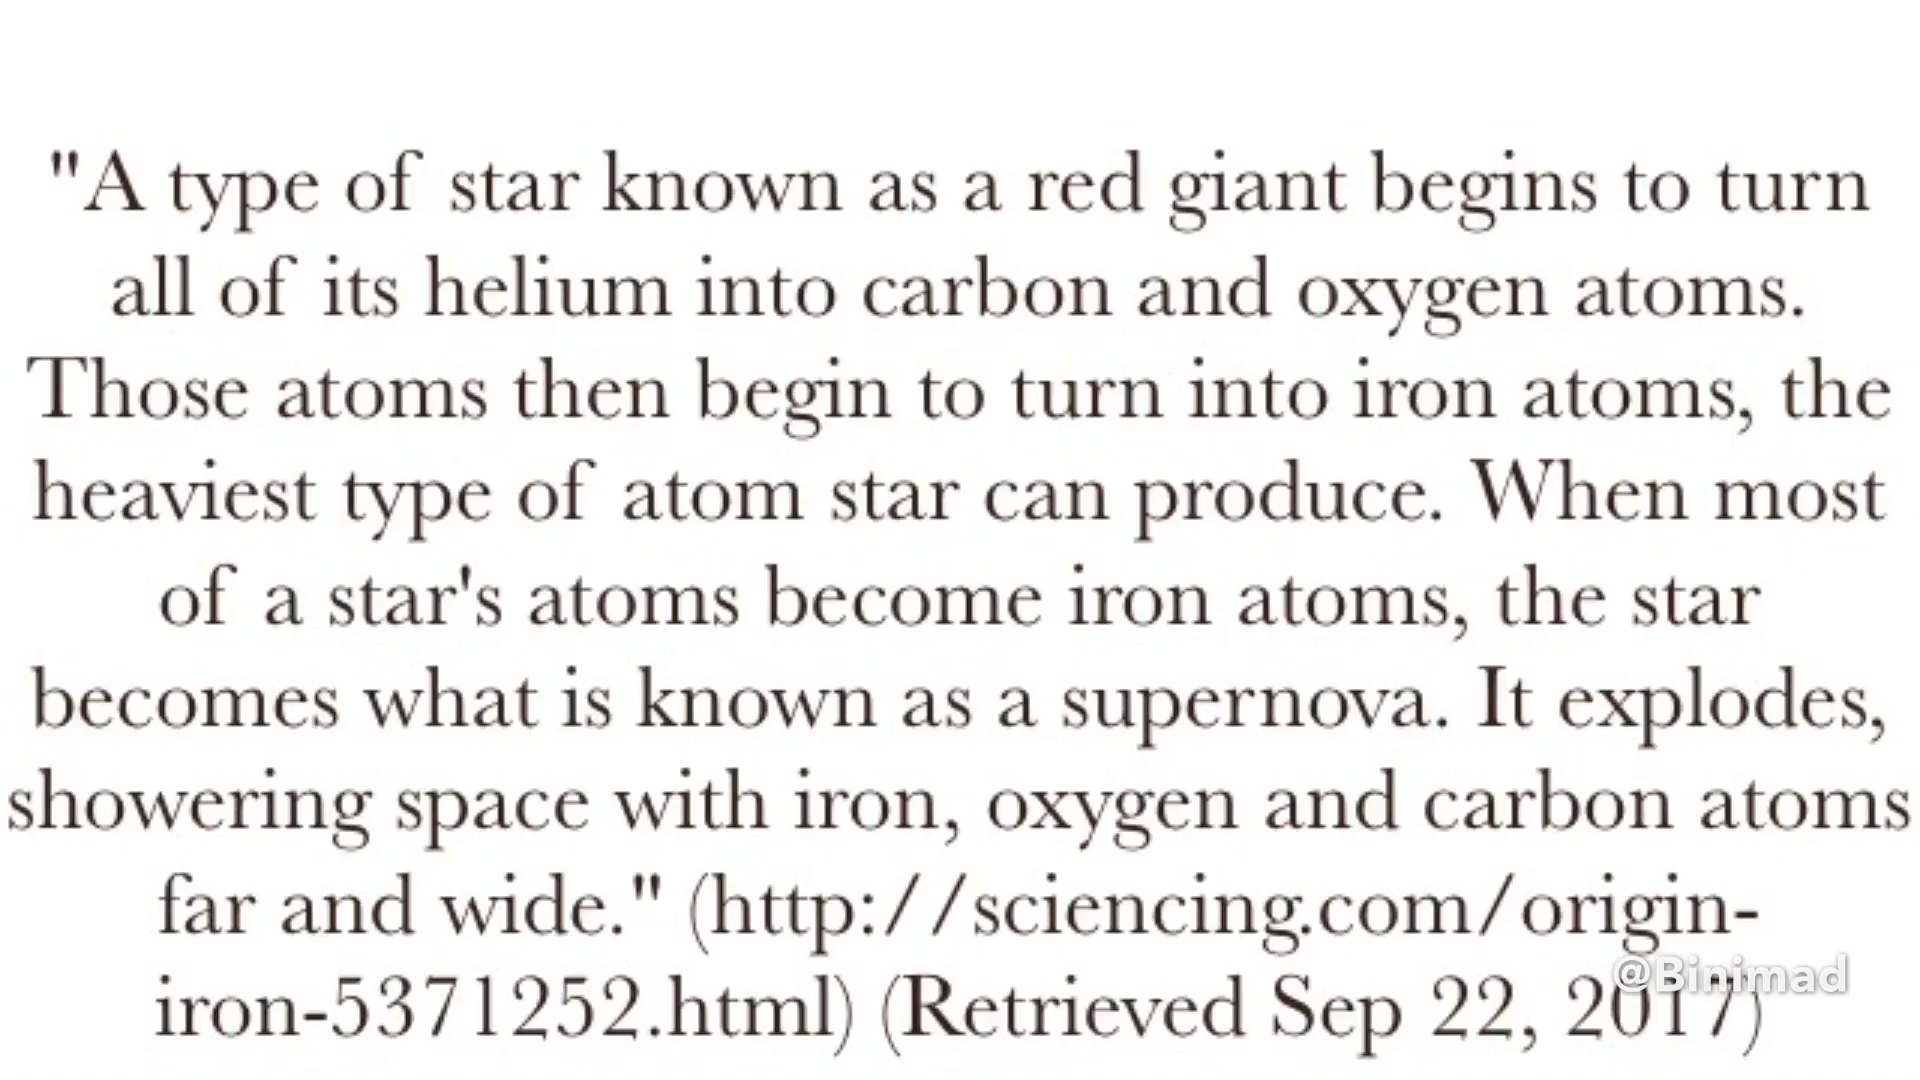 "A type of star known as a red giant begins to turn
all of its helium into carbon and oxygen atoms.
Those atoms then begin to turn into iron atoms, the
heaviest type of atom star can produce. When most
of a star's atoms become iron atoms, the star
becomes what is known as a supernova. It explodes,
showering space with iron, oxygen and carbon atoms
far and wide." (http://sciencing.com/origin-
iron-5371252.html) (Retrieved Sep 22, 2017)
@Binimad